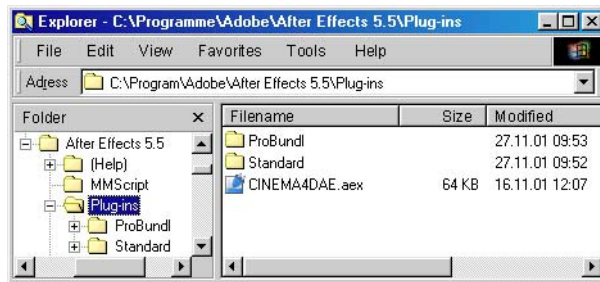 Explorer - C:\Programme\Adobe\After Effects 5.5\Plug-ins
File Edit View Favorites Tools Help
Adress C:\Program\Adobe\After Effects 5.5\Plug-ins
Folder x
After Effects 5.5
(Help)
MMScript
Plug-ins
ProBundl
Standard
Filename Size Modified
ProBundl 27.11.01 09:53
Standard 27.11.01 09:52
CINEMA4DAE.aex 64 KB 16.11.01 12:07